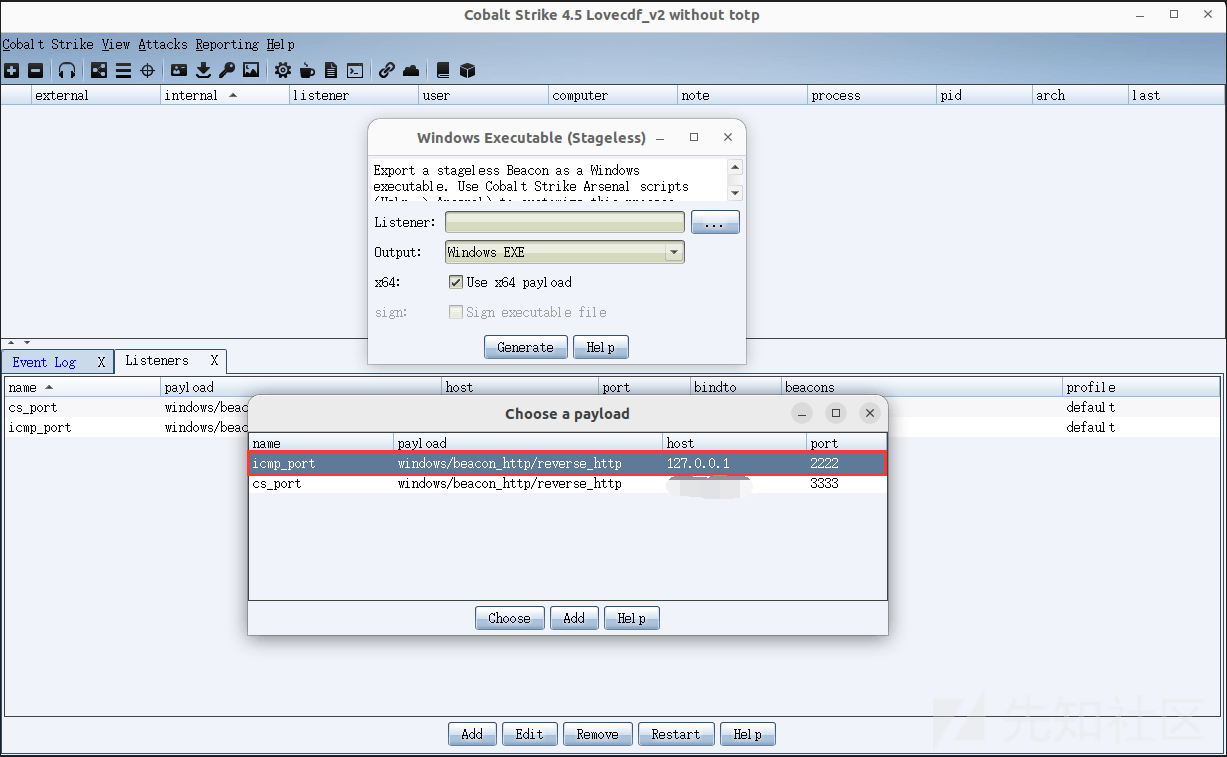 Cobalt Strike 4.5 Lovecdf_v2 without totp
Cobalt Strike View Attacks Reporting Help
external internal listener user computer note process pid arch last
Windows Executable (Stageless)
Export a stageless Beacon as a Windows
executable. Use Cobalt Strike Arsenal scripts
Listener: ...
Output: Windows EXE
x64: Use x64 payload
sign: Sign executable file
Generate Help
Event Log X Listeners X
name payload host port bindto beacons profile
cs_port windows/beac default
icmp_port windows/beac default
Choose a payload
name payload host port
icmp_port windows/beacon_http/reverse_http 127.0.0.1 2222
cs_port windows/beacon_http/reverse_http 3333
Choose Add Help
Add Edit Remove Restart Help
先知社区